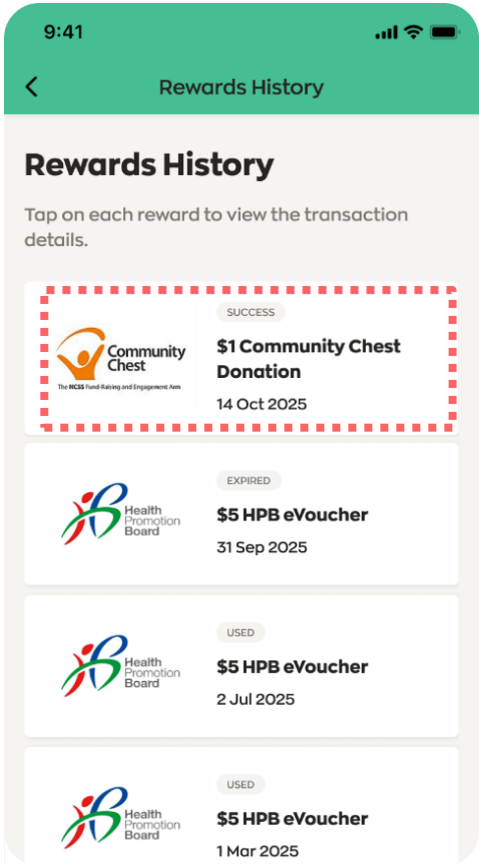 9:41
Rewards History
Rewards History
Tap on each reward to view the transaction
details.
SUCCESS
Community
Chest
The NCSS Fund-Raising and Engagement Arm
$1 Community Chest
Donation
14 Oct 2025
EXPIRED
Health
Promotion
Board
$5 HPB eVoucher
31 Sep 2025
USED
Health
Promotion
Board
$5 HPB eVoucher
2 Jul 2025
USED
Health
Promotion
Board
$5 HPB eVoucher
1 Mar 2025